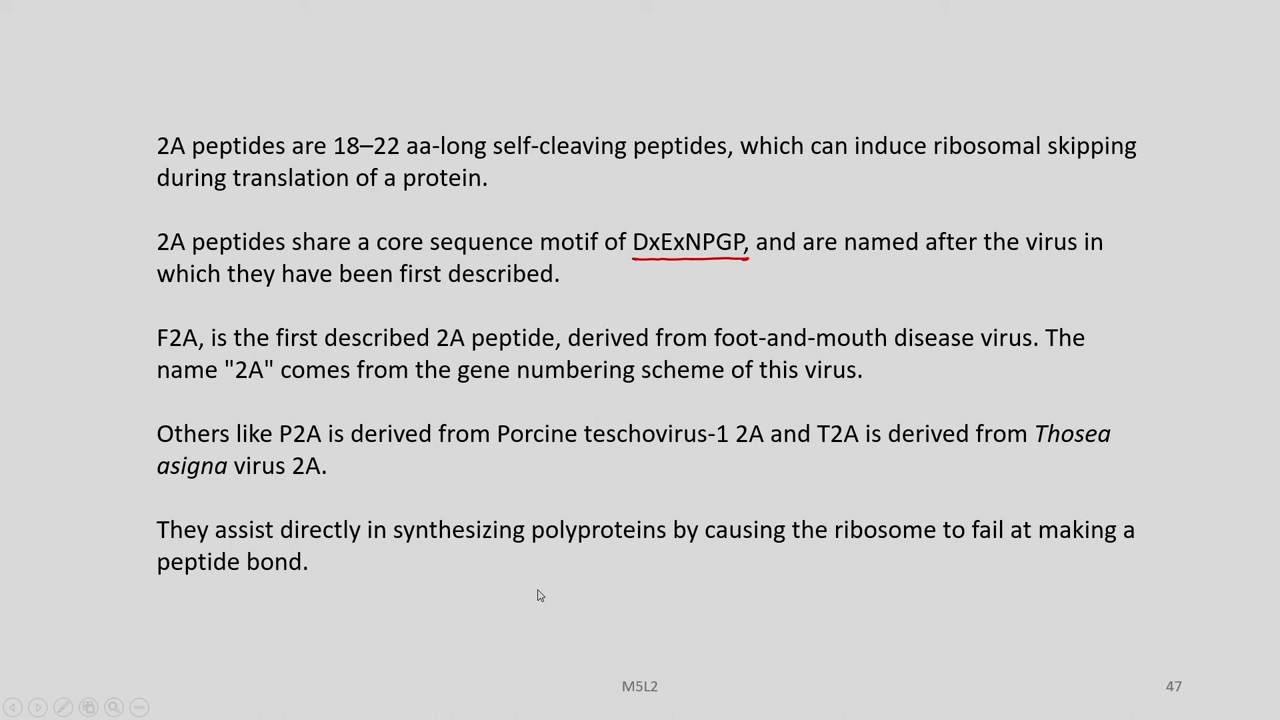 2A peptides are 18–22 aa-long self-cleaving peptides, which can induce ribosomal skipping
during translation of a protein.
2A peptides share a core sequence motif of DxExNPGP, and are named after the virus in
which they have been first described.
F2A, is the first described 2A peptide, derived from foot-and-mouth disease virus. The
name "2A" comes from the gene numbering scheme of this virus.
Others like P2A is derived from Porcine teschovirus-1 2A and T2A is derived from Thosea
asigna virus 2A.
They assist directly in synthesizing polyproteins by causing the ribosome to fail at making a
peptide bond.
M5L2
47